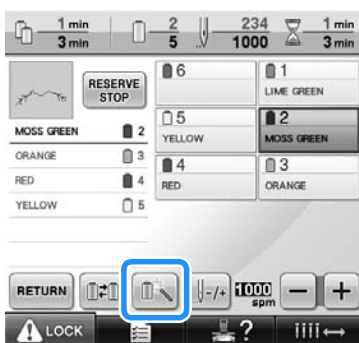 1 min
3 min
2
5
234
1000
1 min
3 min
RESERVE STOP
6
1
LIME GREEN
5
YELLOW
2
MOSS GREEN
4
RED
3
ORANGE
MOSS GREEN 2
ORANGE 3
RED 4
YELLOW 5
RETURN
-/+
1000 spm
− +
LOCK
?